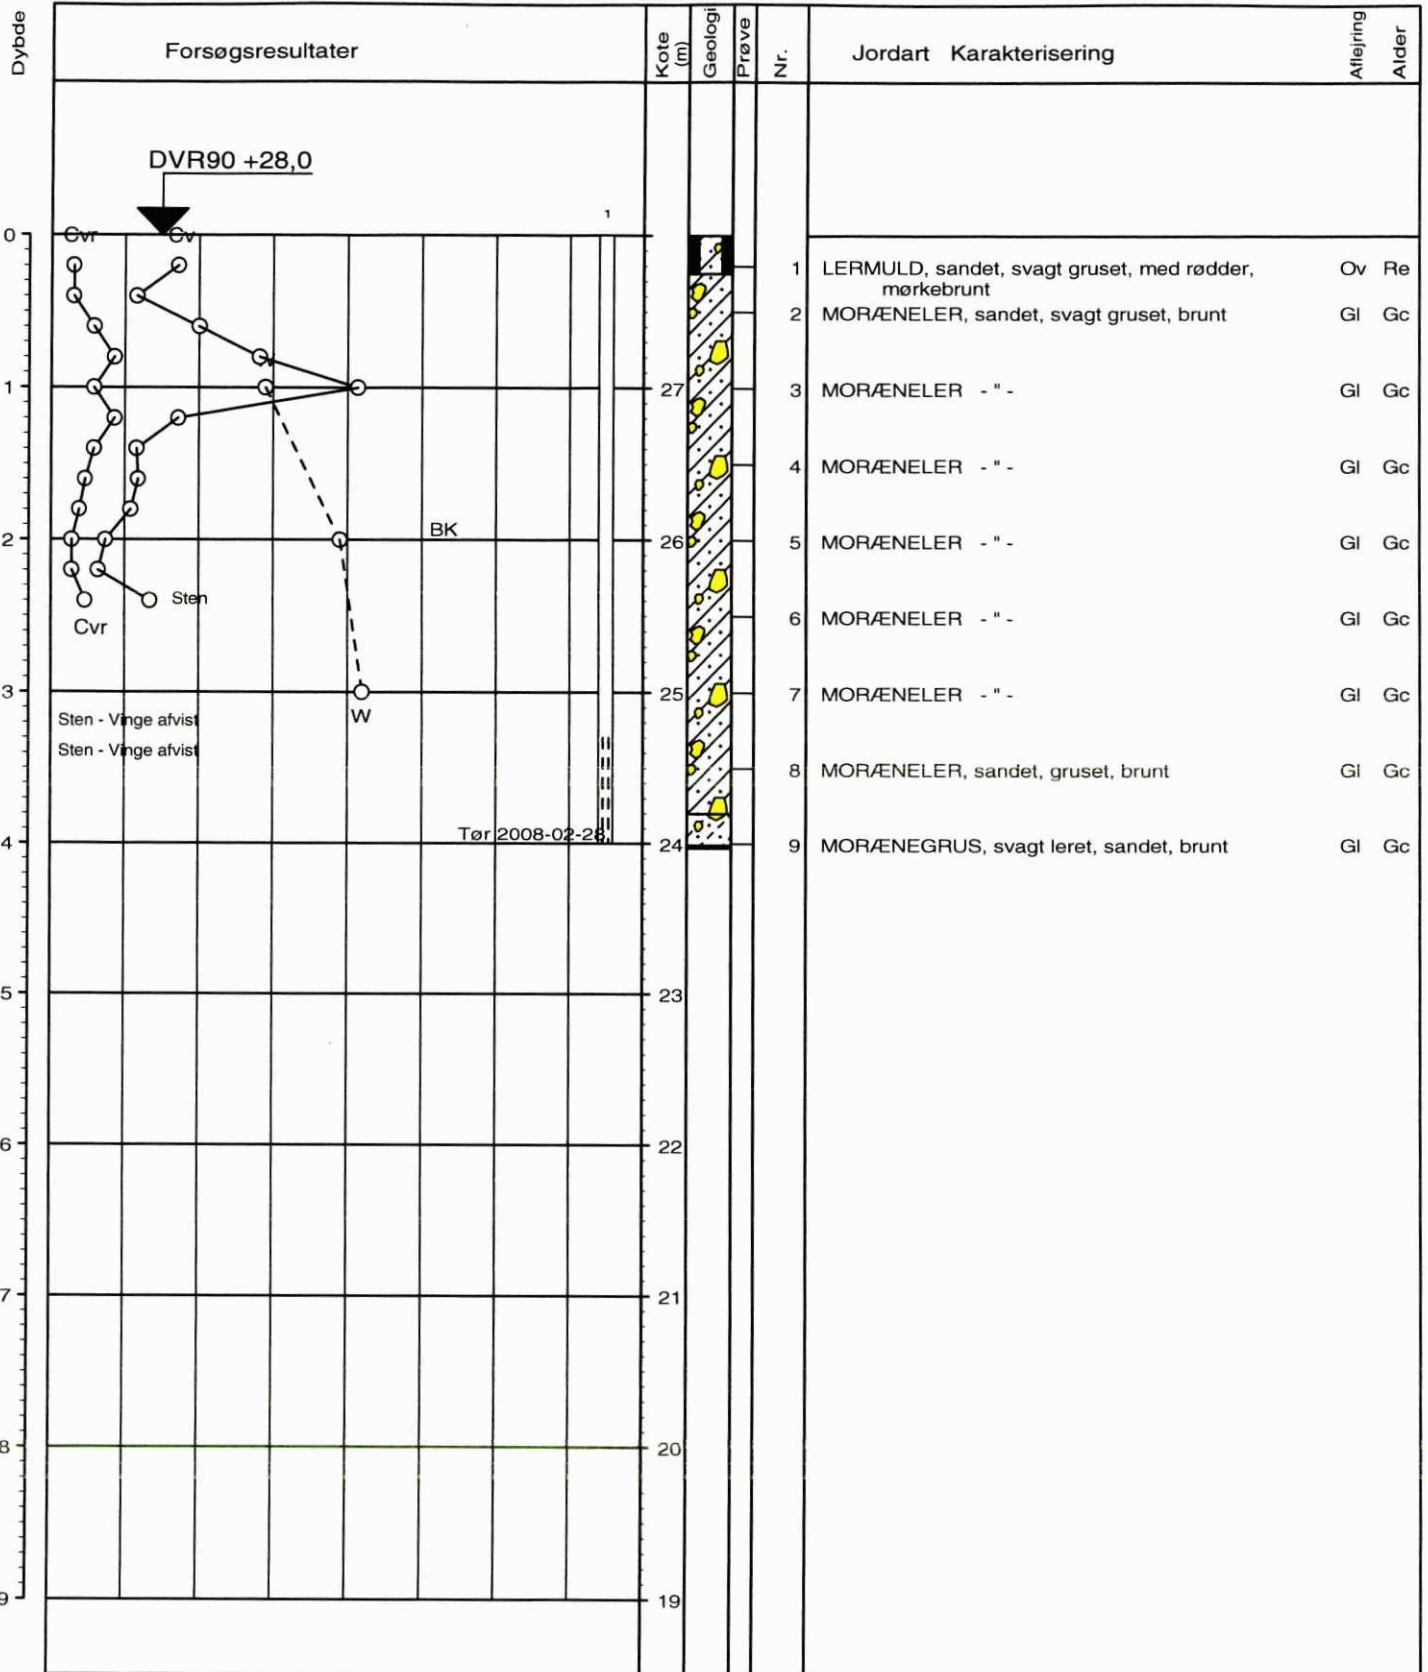 Dybde
Forsøgsresultater
Kote (m)
Geologi
Prøve
Nr.
Jordart Karakterisering
Aflejring
Alder
DVR90 +28,0
1
0
Cvr
Cv
1 LERMULD, sandet, svagt gruset, med rødder, Ov Re
mørkebrunt
2 MORÆNELER, sandet, svagt gruset, brunt Gl Gc
W
1
27
3 MORÆNELER - " - Gl Gc
4 MORÆNELER - " - Gl Gc
2
BK
26
5 MORÆNELER - " - Gl Gc
Sten
Cvr
6 MORÆNELER - " - Gl Gc
3
25
7 MORÆNELER - " - Gl Gc
W
Sten - Vinge afvist
Sten - Vinge afvist
8 MORÆNELER, sandet, gruset, brunt Gl Gc
Tør 2008-02-28
4
24
9 MORÆNEGRUS, svagt leret, sandet, brunt Gl Gc
5
23
6
22
7
21
8
20
9
19